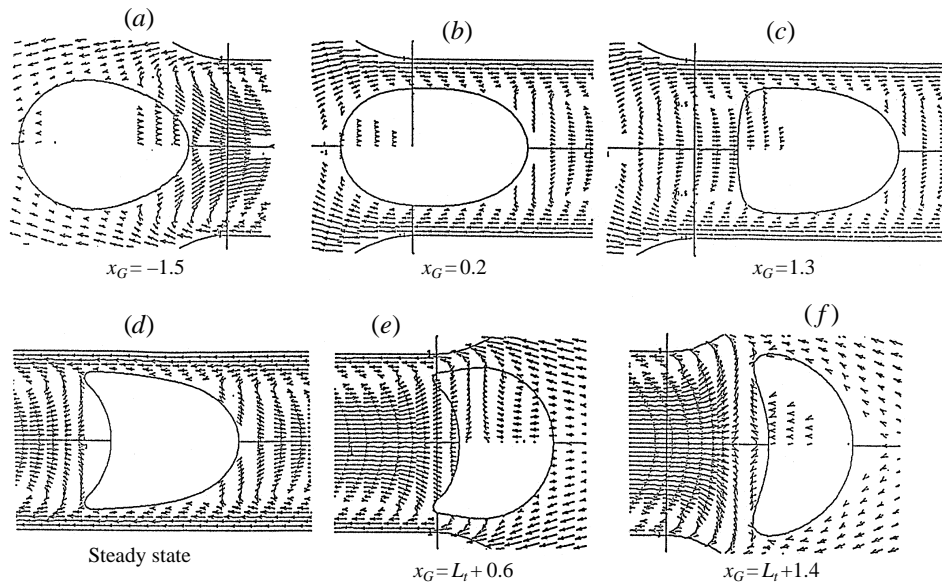 (a)
(b)
(c)
x_G = –1.5
x_G = 0.2
x_G = 1.3
(d)
(e)
(f)
Steady state
x_G = L_t + 0.6
x_G = L_t + 1.4